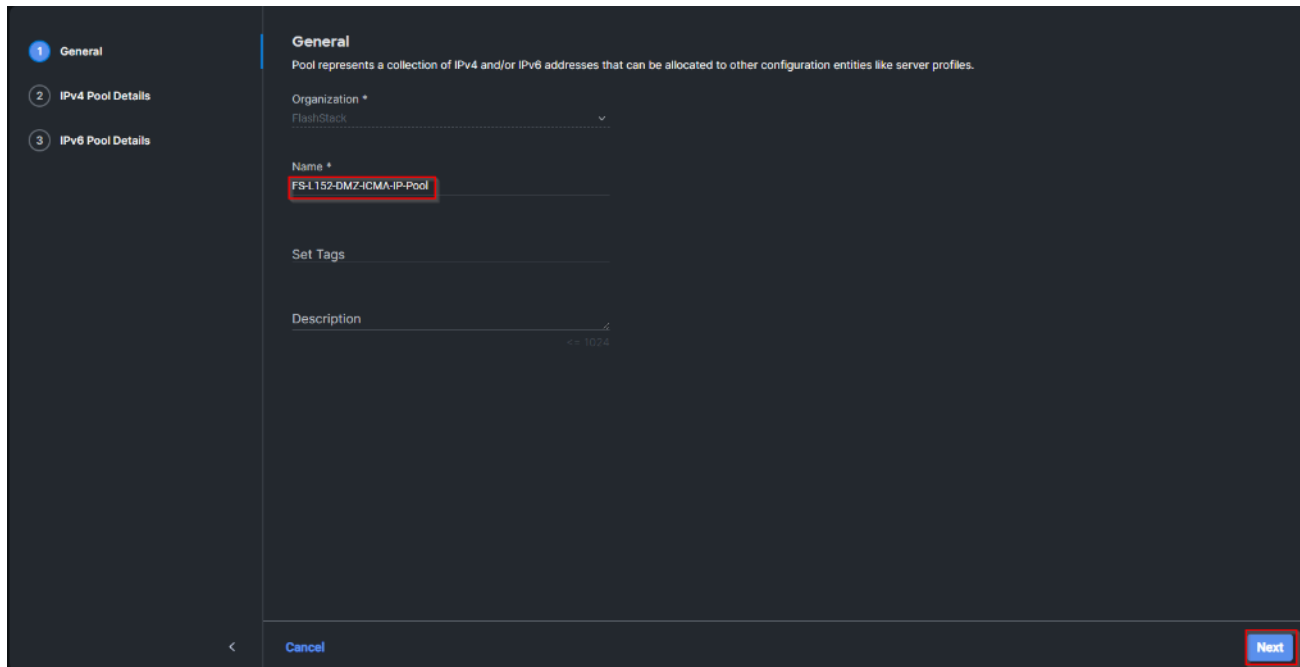 1 General
2 IPv4 Pool Details
3 IPv6 Pool Details
General
Pool represents a collection of IPv4 and/or IPv6 addresses that can be allocated to other configuration entities like server profiles.
Organization *
FlashStack
Name *
FS-L152-DMZ-ICMA-IP-Pool
Set Tags
Description
<= 1024
Cancel
Next